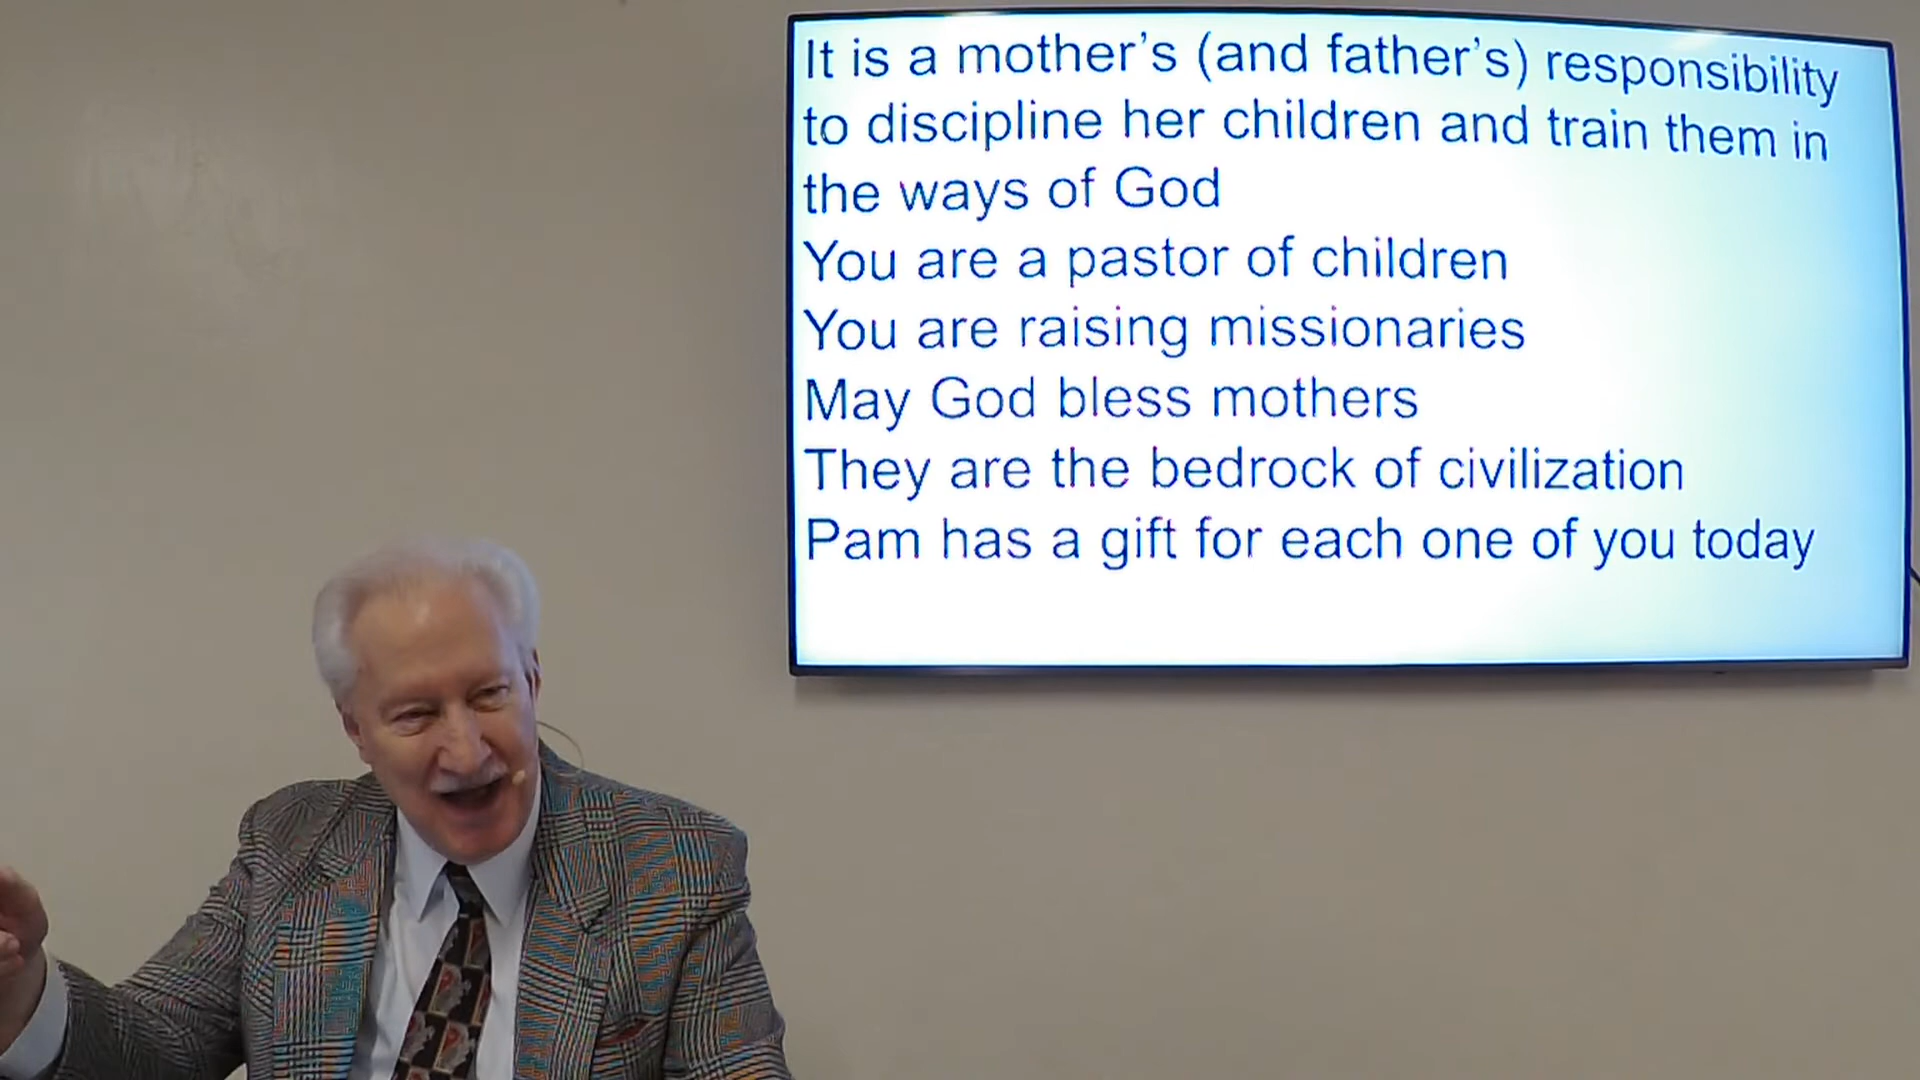 It is a mother's (and father's) responsibility
to discipline her children and train them in
the ways of God
You are a pastor of children
You are raising missionaries
May God bless mothers
They are the bedrock of civilization
Pam has a gift for each one of you today